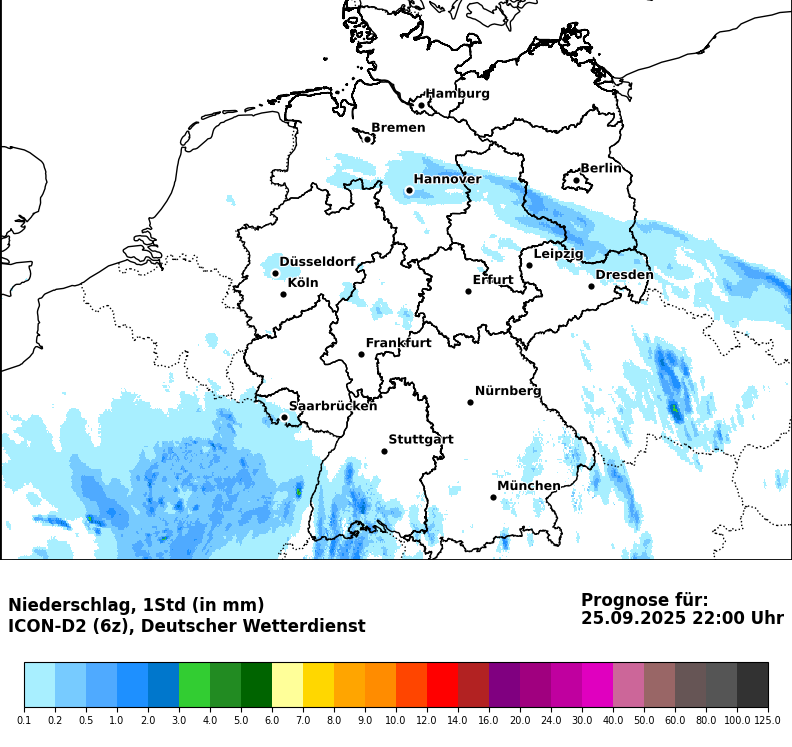 Hamburg
Bremen
Berlin
Hannover
Leipzig
Düsseldorf
Dresden
Köln
Erfurt
Frankfurt
Nürnberg
Saarbrücken
Stuttgart
München
Niederschlag, 1Std (in mm)
ICON-D2 (6z), Deutscher Wetterdienst
Prognose für:
25.09.2025 22:00 Uhr
0.1 0.2 0.5 1.0 2.0 3.0 4.0 5.0 6.0 7.0 8.0 9.0 10.0 12.0 14.0 16.0 20.0 24.0 30.0 40.0 50.0 60.0 80.0 100.0 125.0